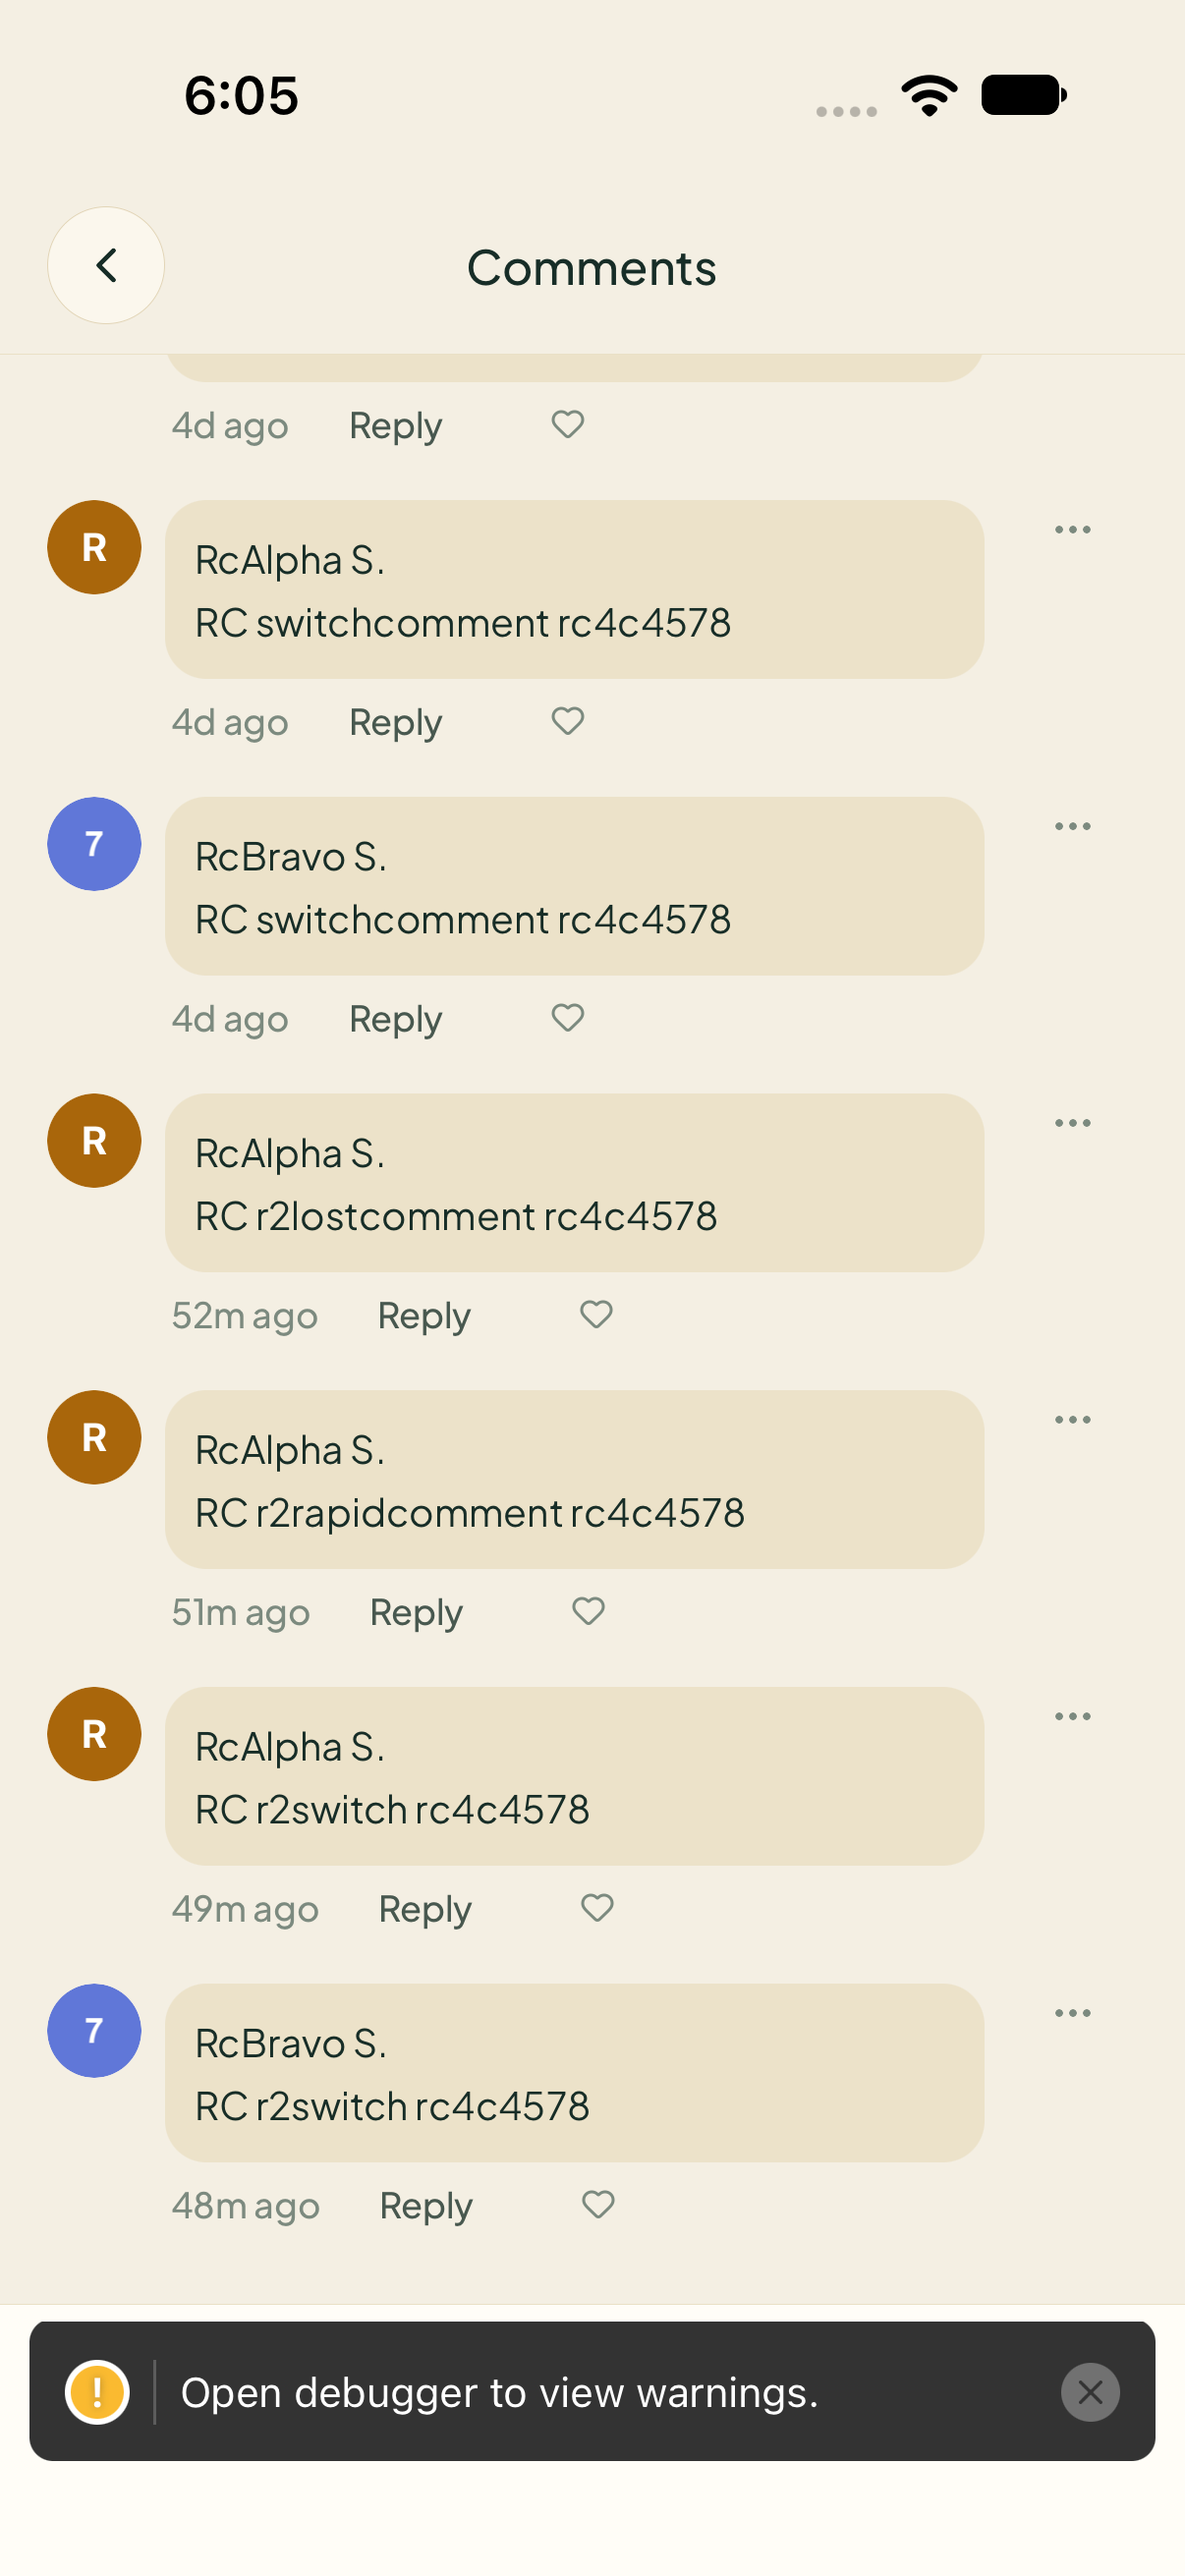 6:05
Comments
4d ago Reply
R
RcAlpha S.
RC switchcomment rc4c4578
4d ago Reply
7
RcBravo S.
RC switchcomment rc4c4578
4d ago Reply
R
RcAlpha S.
RC r2lostcomment rc4c4578
52m ago Reply
R
RcAlpha S.
RC r2rapidcomment rc4c4578
51m ago Reply
R
RcAlpha S.
RC r2switch rc4c4578
49m ago Reply
7
RcBravo S.
RC r2switch rc4c4578
48m ago Reply
! Open debugger to view warnings.